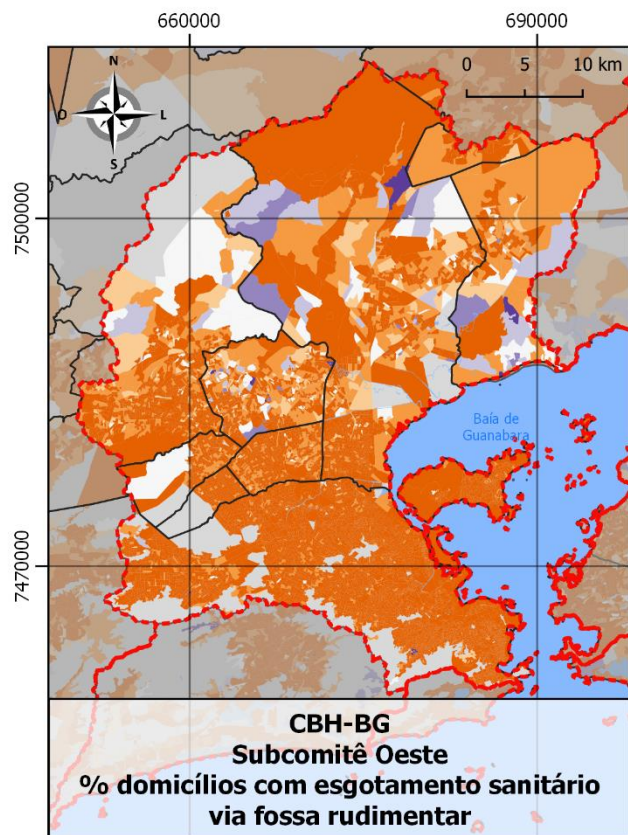 660000 690000
N
O L
S
0 5 10 km
7500000
Baía de
Guanabara
7470000
CBH-BG
Subcomitê Oeste
% domicílios com esgotamento sanitário
via fossa rudimentar